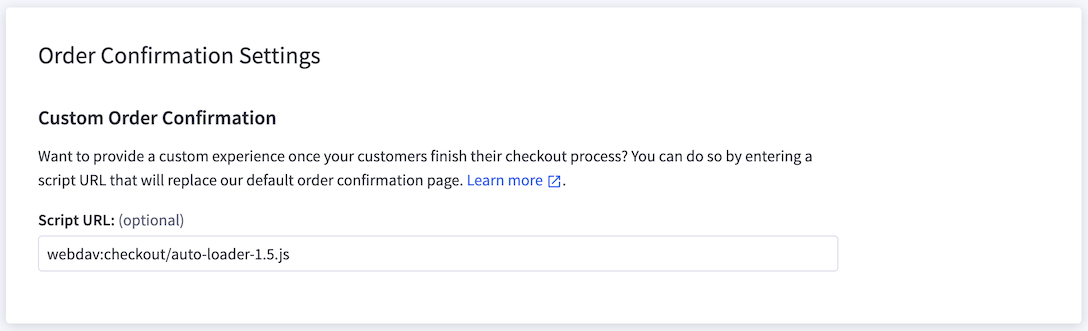 Order Confirmation Settings
Custom Order Confirmation
Want to provide a custom experience once your customers finish their checkout process? You can do so by entering a
script URL that will replace our default order confirmation page. Learn more.
Script URL: (optional)
webdav:checkout/auto-loader-1.5.js